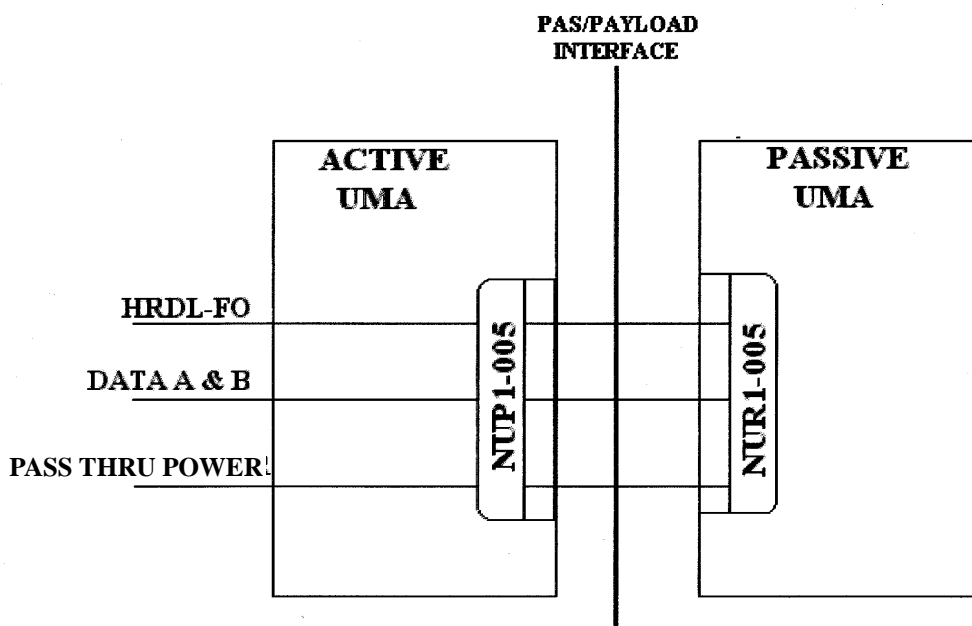 PAS/PAYLOAD
INTERFACE
ACTIVE
UMA
PASSIVE
UMA
HRDL-FO
DATA A & B
PASS THRU POWER
NUP1-005
NUR1-005